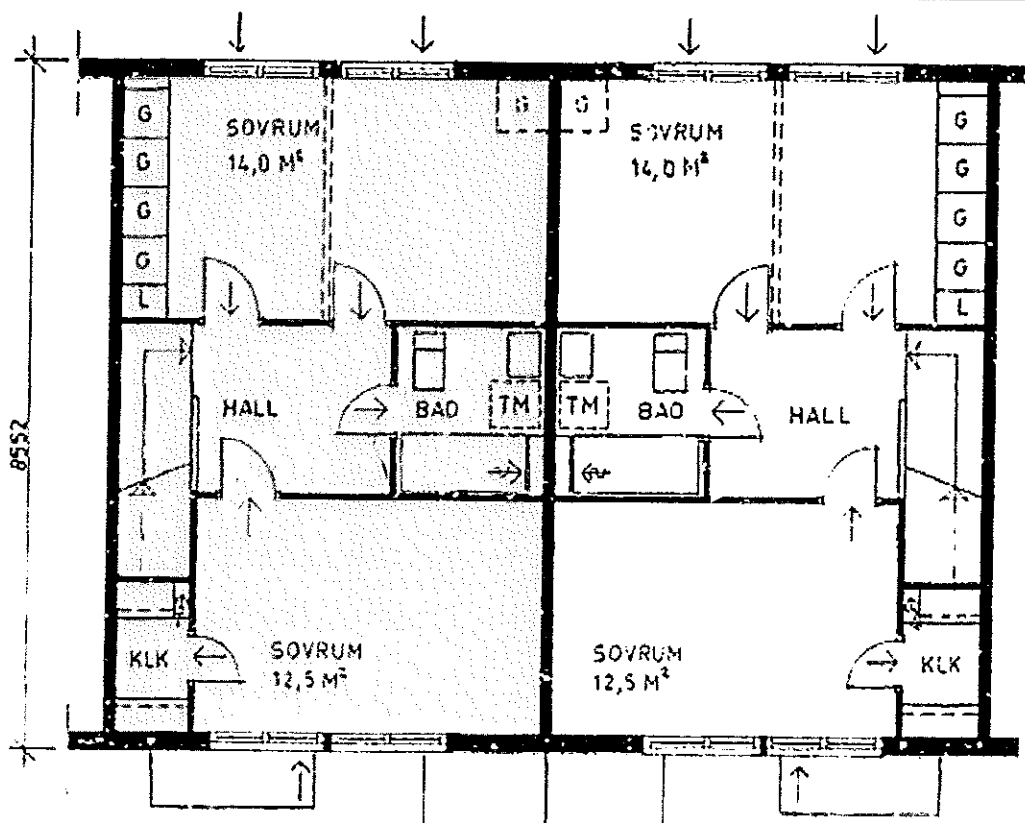 G
G
G
G
L
SOVRUM
14,0 M²
G
G
SOVRUM
14,0 M²
G
G
G
G
L
8552
HALL
BAD
TM
TM
BAD
HALL
KLK
SOVRUM
12,5 M²
SOVRUM
12,5 M²
KLK